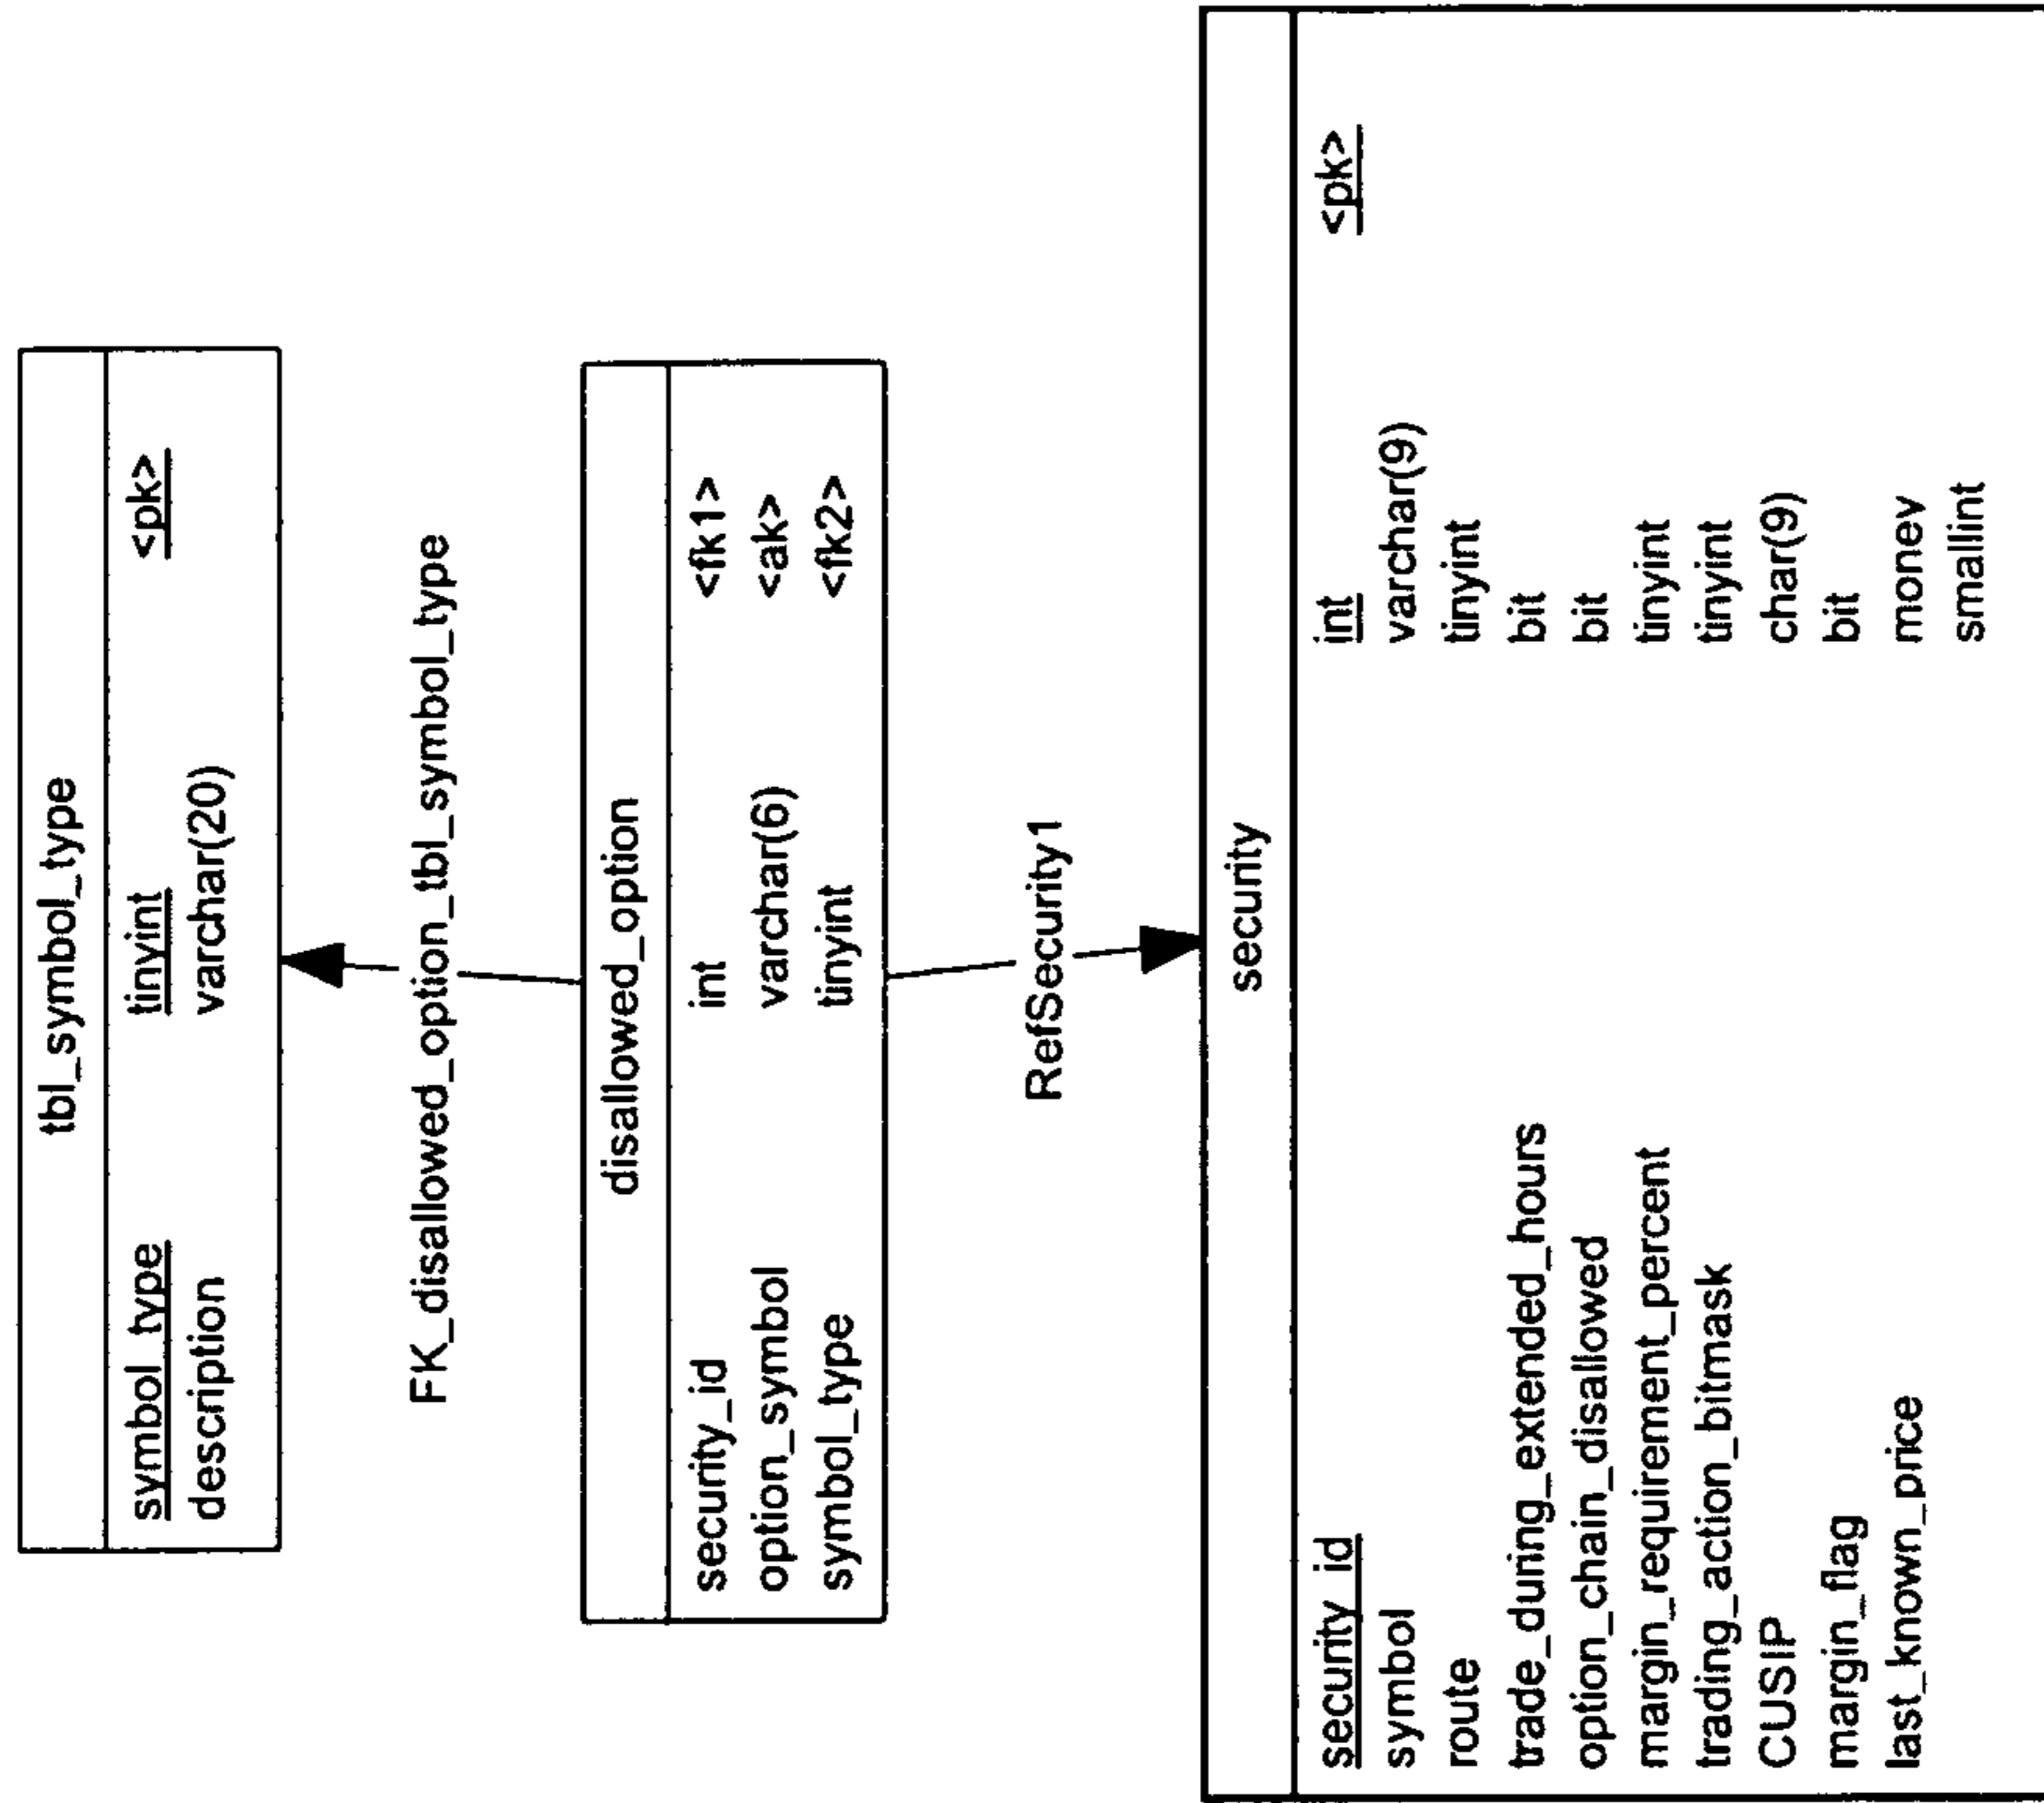 tbl_symbol_type
symbol_type tinyint <pk>
description varchar(20)
FK_disallowed_option_tbl_symbol_type
disallowed_option
security_id int <fk1>
option_symbol varchar(6) <ak>
symbol_type tinyint <fk2>
RefSecurity1
security
security_id int <pk>
symbol varchar(9)
route tinyint
trade_during_extended_hours bit
option_chain_disallowed bit
margin_requirement_percent tinyint
trading_action_bitmask tinyint
CUSIP char(9)
margin_flag bit
last_known_price money
smallint